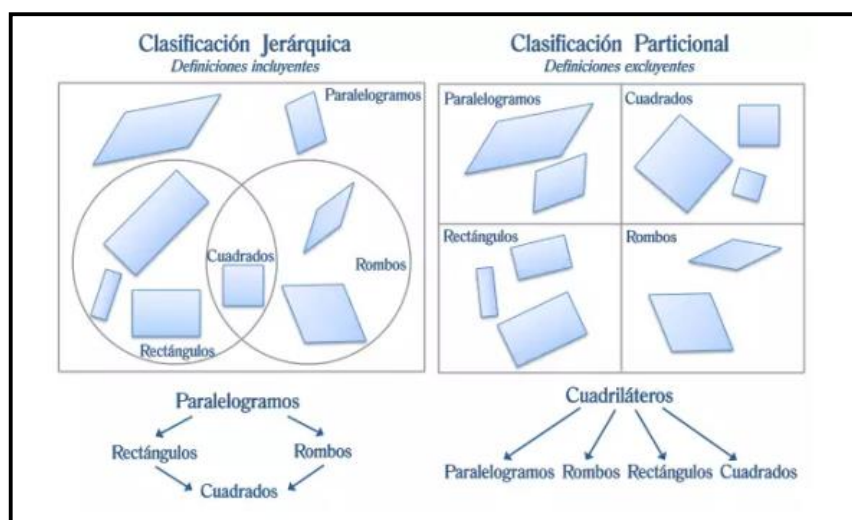 Clasificación Jerárquica
Definiciones incluyentes
Paralelogramos
Cuadrados
Rombos
Rectángulos
Paralelogramos
Rectángulos
Rombos
Cuadrados
Clasificación Particional
Definiciones excluyentes
Paralelogramos
Cuadrados
Rectángulos
Rombos
Cuadriláteros
Paralelogramos Rombos Rectángulos Cuadrados